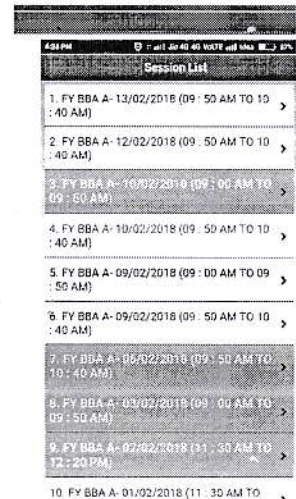 4:34 PM Jio 4G 4G VoLTE 87%
Session List
1. FY BBA A- 13/02/2018 (09 : 50 AM TO 10
: 40 AM)
2. FY BBA A- 12/02/2018 (09 : 50 AM TO 10
: 40 AM)
3. FY BBA A- 10/02/2018 (09 : 00 AM TO
09 : 50 AM)
4. FY BBA A- 10/02/2018 (09 : 50 AM TO 10
: 40 AM)
5. FY BBA A- 09/02/2018 (09 : 00 AM TO 09
: 50 AM)
6. FY BBA A- 09/02/2018 (09 : 50 AM TO 10
: 40 AM)
7. FY BBA A- 06/02/2018 (09 : 50 AM TO
10 : 40 AM)
8. FY BBA A- 03/02/2018 (09 : 00 AM TO
09 : 50 AM)
9. FY BBA A- 02/02/2018 (11 : 30 AM TO
12 : 20 PM)
10. FY BBA A- 01/02/2018 (11 : 30 AM TO